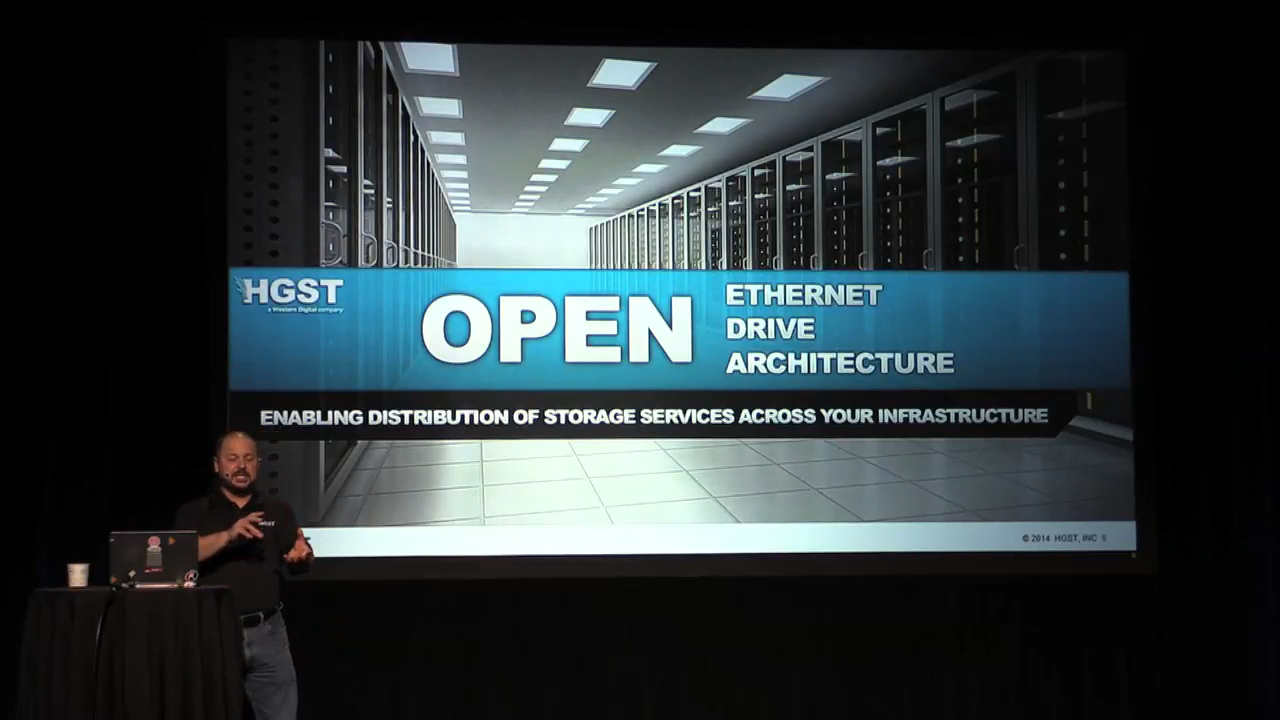 HGST
a Western Digital company
OPEN
ETHERNET
DRIVE
ARCHITECTURE
ENABLING DISTRIBUTION OF STORAGE SERVICES ACROSS YOUR INFRASTRUCTURE
© 2014 HGST, INC 5
HGST